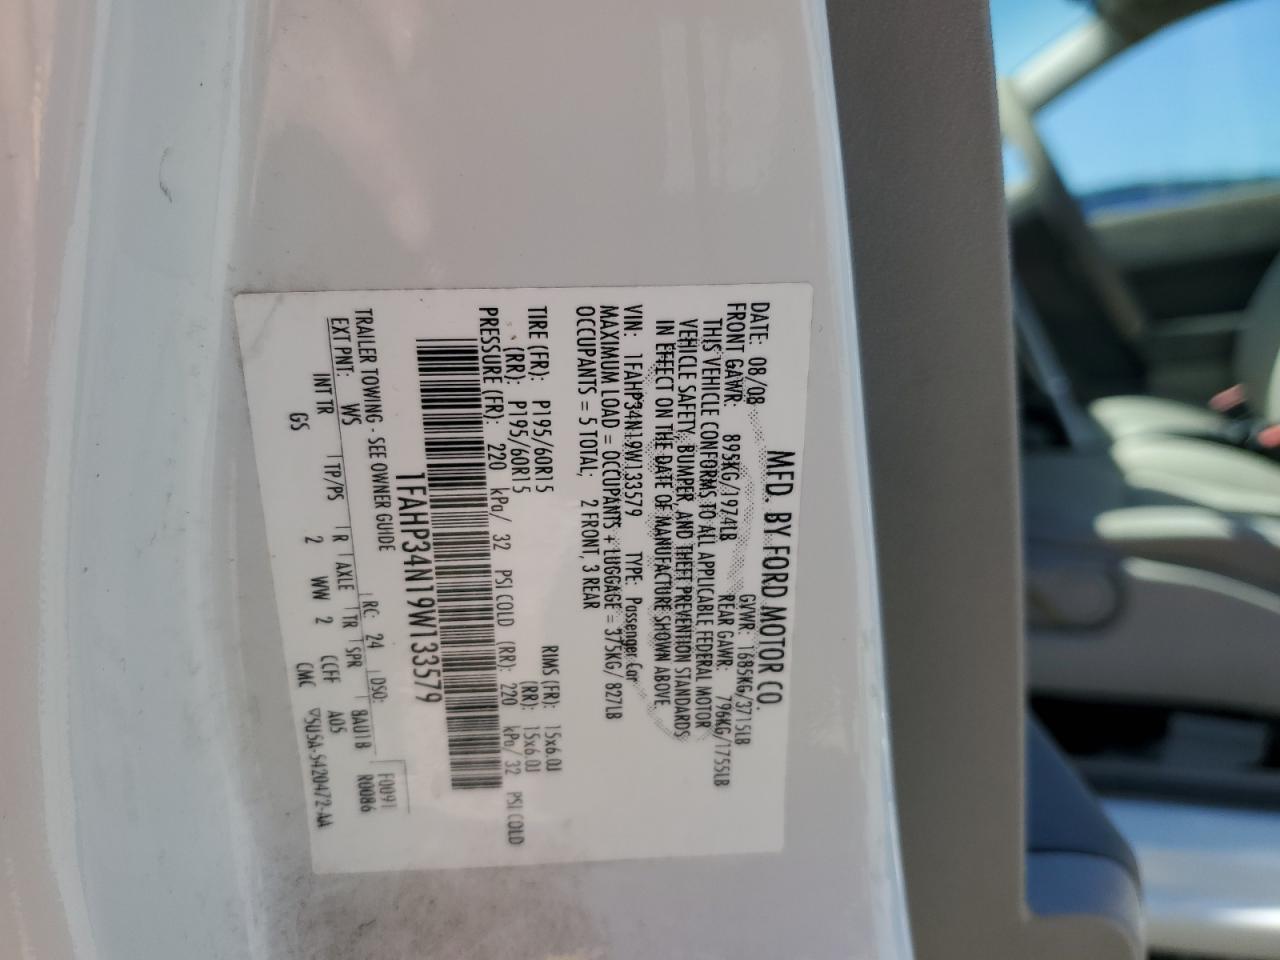 MFD. BY FORD MOTOR CO.
DATE: 08/08 GVWR: 1685KG/3715LB
FRONT GAWR: 895KG/1974LB REAR GAWR: 796KG/1755LB
THIS VEHICLE CONFORMS TO ALL APPLICABLE FEDERAL MOTOR
VEHICLE SAFETY, BUMPER, AND THEFT PREVENTION STANDARDS
IN EFFECT ON THE DATE OF MANUFACTURE SHOWN ABOVE.
VIN: 1FAHP34N19W133579 TYPE: Passenger Car
MAXIMUM LOAD = OCCUPANTS + LUGGAGE = 375KG/827LB
OCCUPANTS = 5 TOTAL; 2 FRONT, 3 REAR
TIRE (FR): P195/60R15 RIMS (FR): 15x6.0J
(RR): P195/60R15 (RR): 15x6.0J
PRESSURE (FR): 220 kPa/ 32 PSI COLD (RR): 220 kPa/ 32 PSI COLD
1FAHP34N19W133579
TRAILER TOWING - SEE OWNER GUIDE RC: 24 DSO: F0091
EXT PNT: WS R0086
INT TR TP/PS R AXLE TR SPR 8AU1B
GS 2 WW 2 CCFF A05
CMC 5U5A-5420472-AA